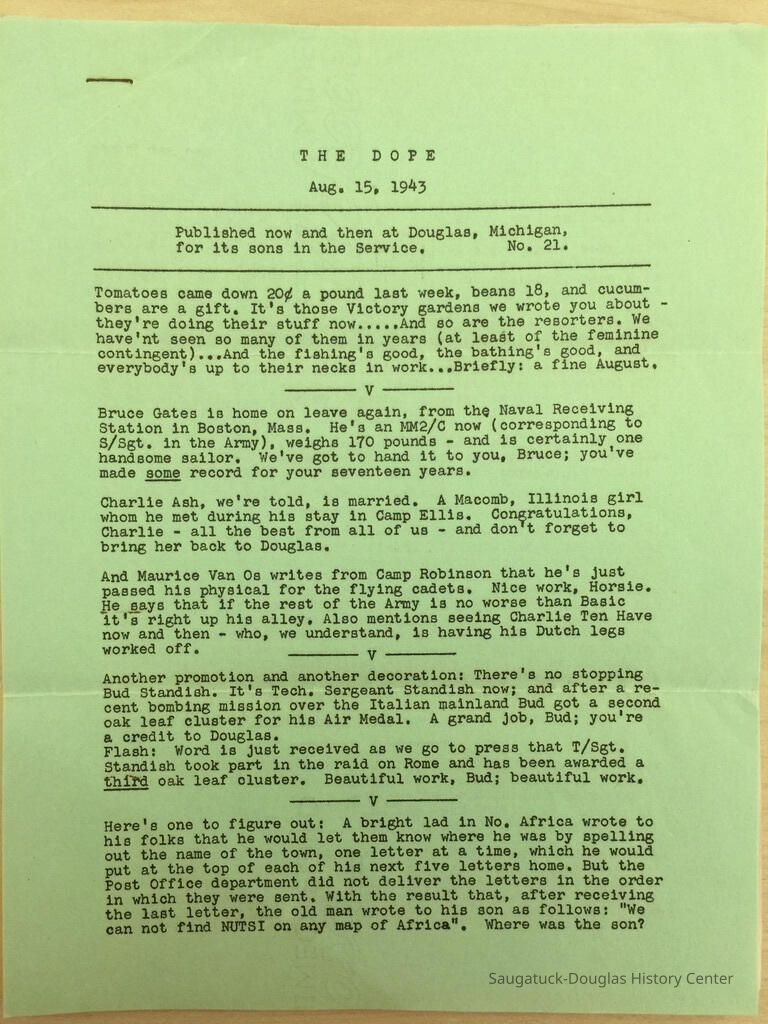 THE DOPE
Aug. 15, 1943
Published now and then at Douglas, Michigan,
for its sons in the Service. No. 21.
Tomatoes came down 20¢ a pound last week, beans 18, and cucum-
bers are a gift. It's those Victory gardens we wrote you about -
they're doing their stuff now.....And so are the resorters. We
have'nt seen so many of them in years (at least of the feminine
contingent)...And the fishing's good, the bathing's good, and
everybody's up to their necks in work...Briefly: a fine August.
V
Bruce Gates is home on leave again, from the Naval Receiving
Station in Boston, Mass. He's an MM2/C now (corresponding to
S/Sgt. in the Army), weighs 170 pounds - and is certainly one
handsome sailor. We've got to hand it to you, Bruce; you've
made some record for your seventeen years.
Charlie Ash, we're told, is married. A Macomb, Illinois girl
whom he met during his stay in Camp Ellis. Congratulations,
Charlie - all the best from all of us - and don't forget to
bring her back to Douglas.
And Maurice Van Os writes from Camp Robinson that he's just
passed his physical for the flying cadets. Nice work, Horsie.
He says that if the rest of the Army is no worse than Basic
it's right up his alley. Also mentions seeing Charlie Ten Have
now and then - who, we understand, is having his Dutch legs
worked off.
V
Another promotion and another decoration: There's no stopping
Bud Standish. It's Tech. Sergeant Standish now; and after a re-
cent bombing mission over the Italian mainland Bud got a second
oak leaf cluster for his Air Medal. A grand job, Bud; you're
a credit to Douglas.
Flash: Word is just received as we go to press that T/Sgt.
Standish took part in the raid on Rome and has been awarded a
third oak leaf cluster. Beautiful work, Bud; beautiful work.
V
Here's one to figure out: A bright lad in No. Africa wrote to
his folks that he would let them know where he was by spelling
out the name of the town, one letter at a time, which he would
put at the top of each of his next five letters home. But the
Post Office department did not deliver the letters in the order
in which they were sent. With the result that, after receiving
the last letter, the old man wrote to his son as follows: "We
can not find NUTSI on any map of Africa". Where was the son?
Saugatuck-Douglas History Center